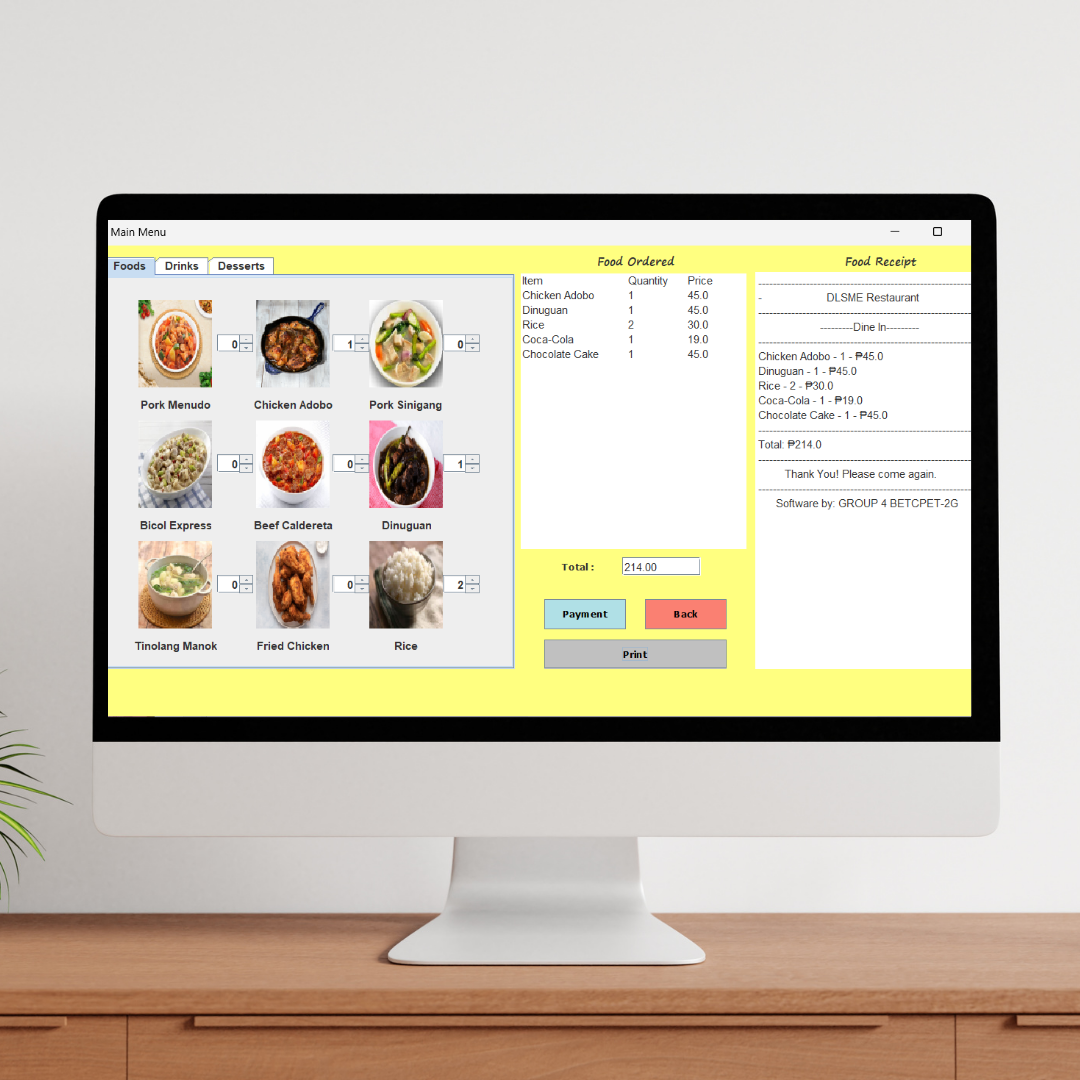 Main Menu
Foods Drinks Desserts
0 1 0
Pork Menudo Chicken Adobo Pork Sinigang
0 0 1
Bicol Express Beef Caldereta Dinuguan
0 0 2
Tinolang Manok Fried Chicken Rice
Food Ordered
Item Quantity Price
Chicken Adobo 1 45.0
Dinuguan 1 45.0
Rice 2 30.0
Coca-Cola 1 19.0
Chocolate Cake 1 45.0
Total : 214.00
Payment Back
Print
Food Receipt
- DLSME Restaurant
---------Dine In---------
Chicken Adobo - 1 - ₱45.0
Dinuguan - 1 - ₱45.0
Rice - 2 - ₱30.0
Coca-Cola - 1 - ₱19.0
Chocolate Cake - 1 - ₱45.0
Total: ₱214.0
Thank You! Please come again.
Software by: GROUP 4 BETCPET-2G